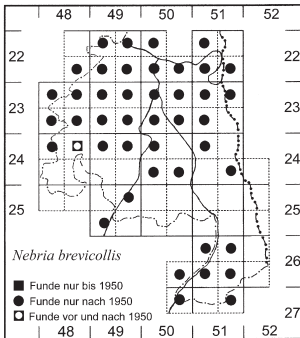 48 49 50 51 52
22 22
23 23
24 24
25 25
26
27
Nebria brevicollis
Funde nur bis 1950
Funde nur nach 1950
Funde vor und nach 1950
48 49 50 51 52